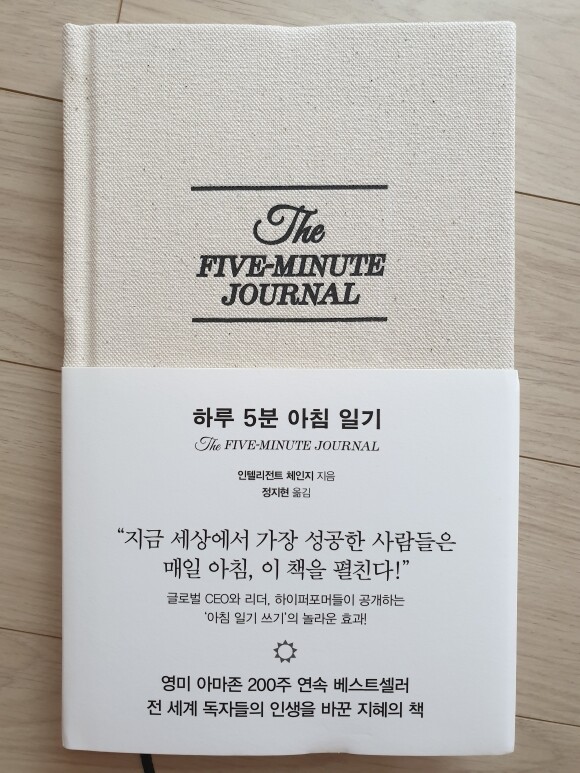 The
FIVE-MINUTE
JOURNAL
하루 5분 아침 일기
The FIVE-MINUTE JOURNAL
인텔리전트 체인지 지음
정지현 옮김
“지금 세상에서 가장 성공한 사람들은
매일 아침, 이 책을 펼친다!”
글로벌 CEO와 리더, 하이퍼포머들이 공개하는
‘아침 일기 쓰기’의 놀라운 효과!
영미 아마존 200주 연속 베스트셀러
전 세계 독자들의 인생을 바꾼 지혜의 책